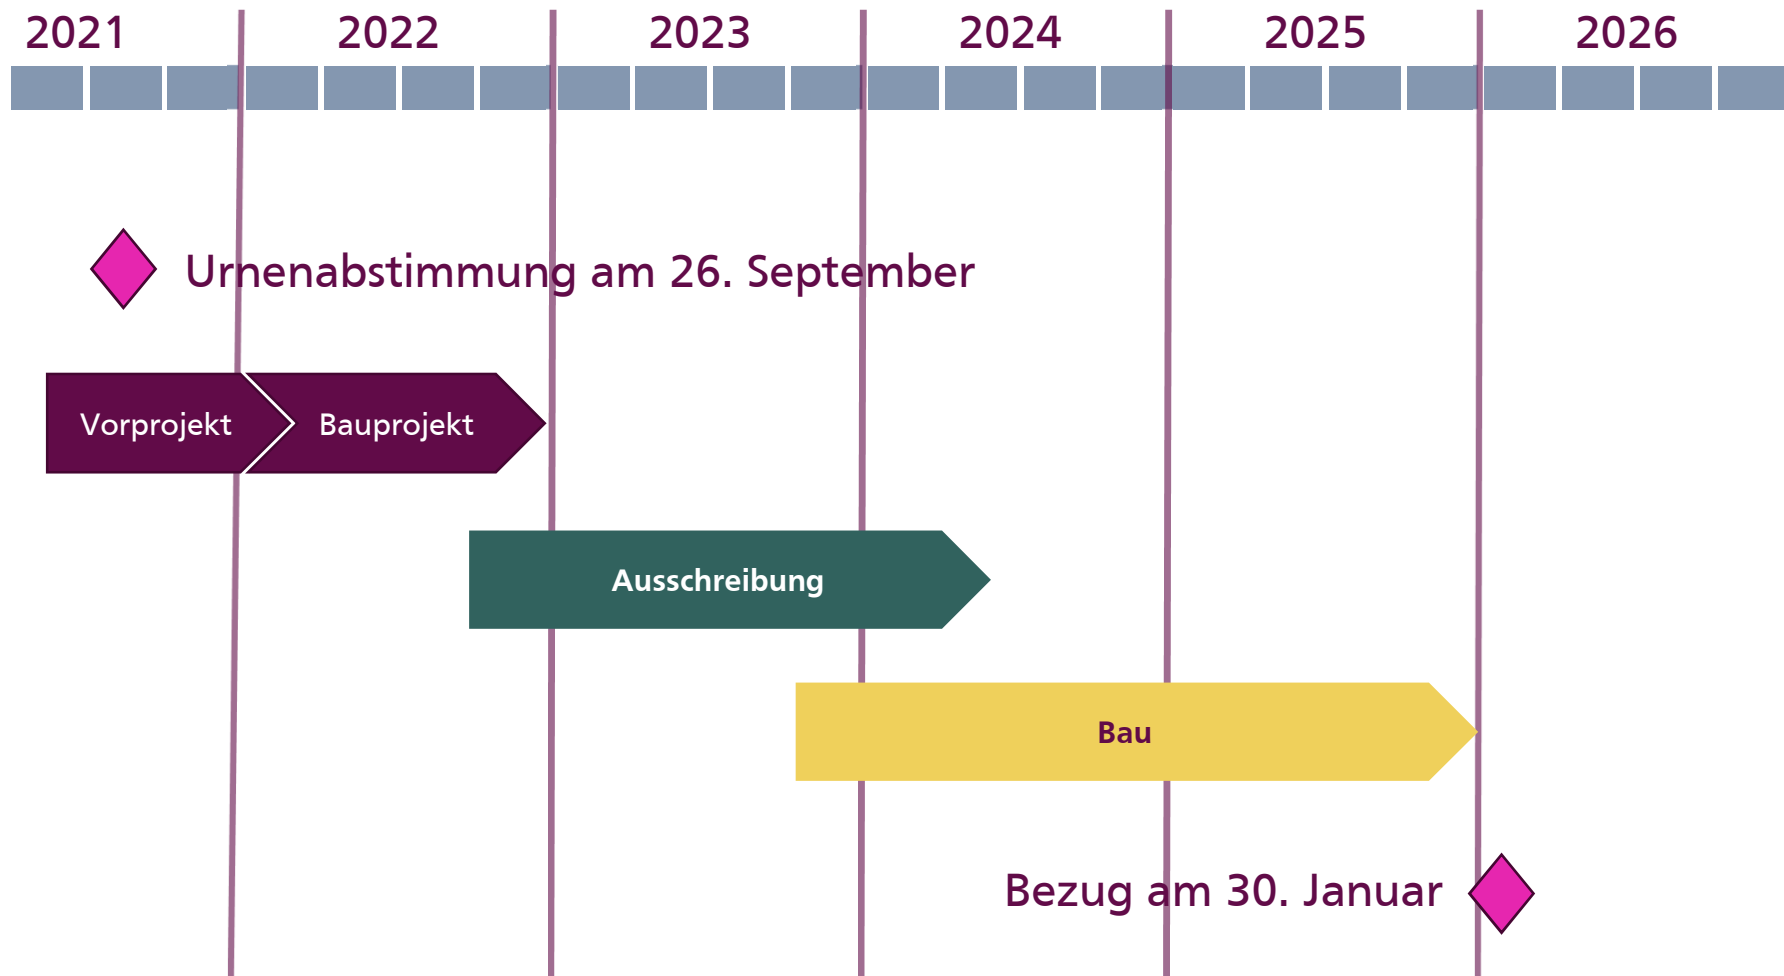 2021 2022 2023 2024 2025 2026
Urnenabstimmung am 26. September
Vorprojekt Bauprojekt
Ausschreibung
Bau
Bezug am 30. Januar